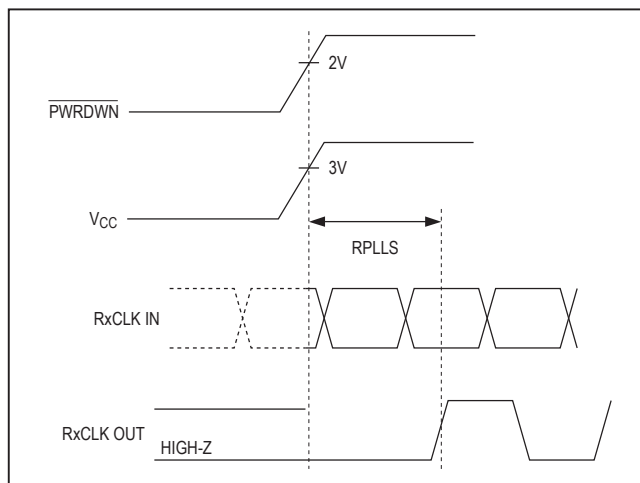 2V
PWRDWN
3V
VCC
RPLLS
RxCLK IN
RxCLK OUT
HIGH-Z